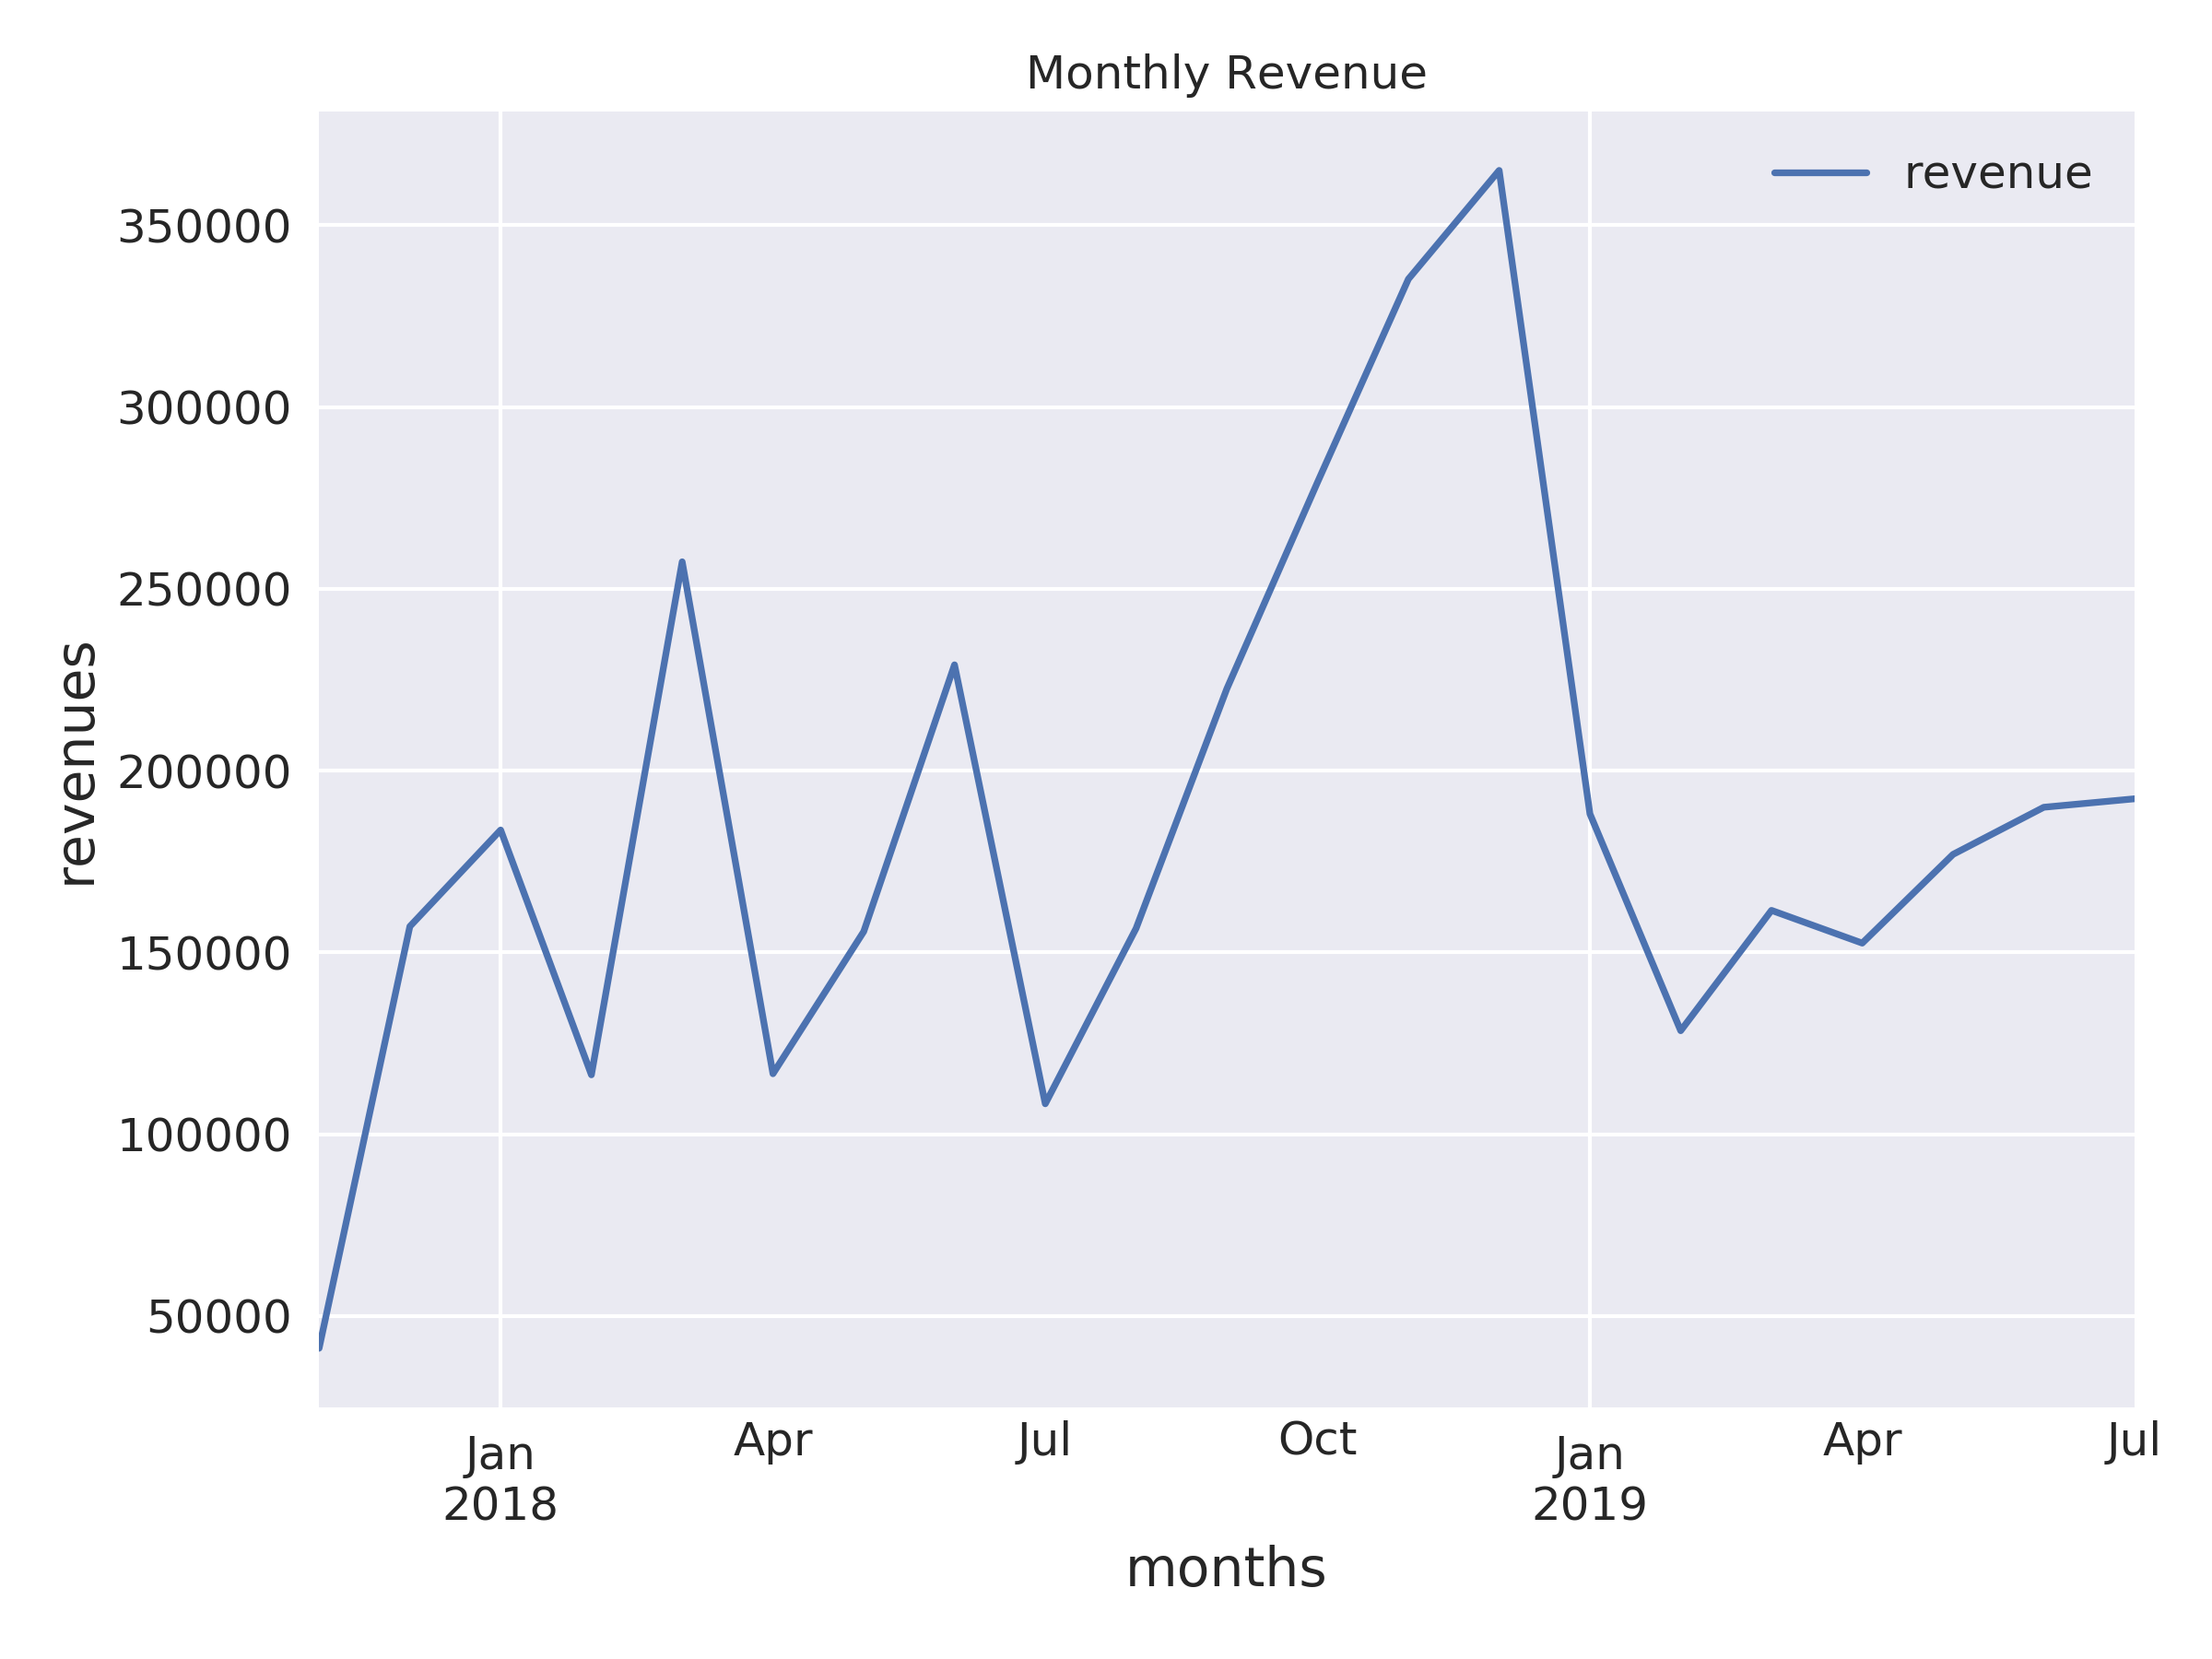 Monthly Revenue
revenue
350000
300000
250000
200000
150000
100000
50000
revenues
Jan Apr Jul Oct Jan Apr Jul
2018 2019
months